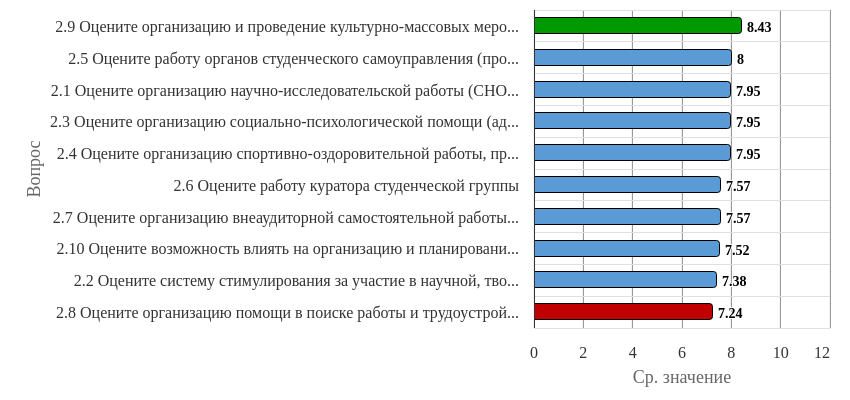 2.9 Оцените организацию и проведение культурно-массовых меро... 8.43
2.5 Оцените работу органов студенческого самоуправления (про... 8
2.1 Оцените организацию научно-исследовательской работы (СНО... 7.95
2.3 Оцените организацию социально-психологической помощи (ад... 7.95
2.4 Оцените организацию спортивно-оздоровительной работы, пр... 7.95
2.6 Оцените работу куратора студенческой группы 7.57
2.7 Оцените организацию внеаудиторной самостоятельной работы... 7.57
2.10 Оцените возможность влиять на организацию и планировани... 7.52
2.2 Оцените систему стимулирования за участие в научной, тво... 7.38
2.8 Оцените организацию помощи в поиске работы и трудоустрой... 7.24
Вопрос
0 2 4 6 8 10 12
Ср. значение